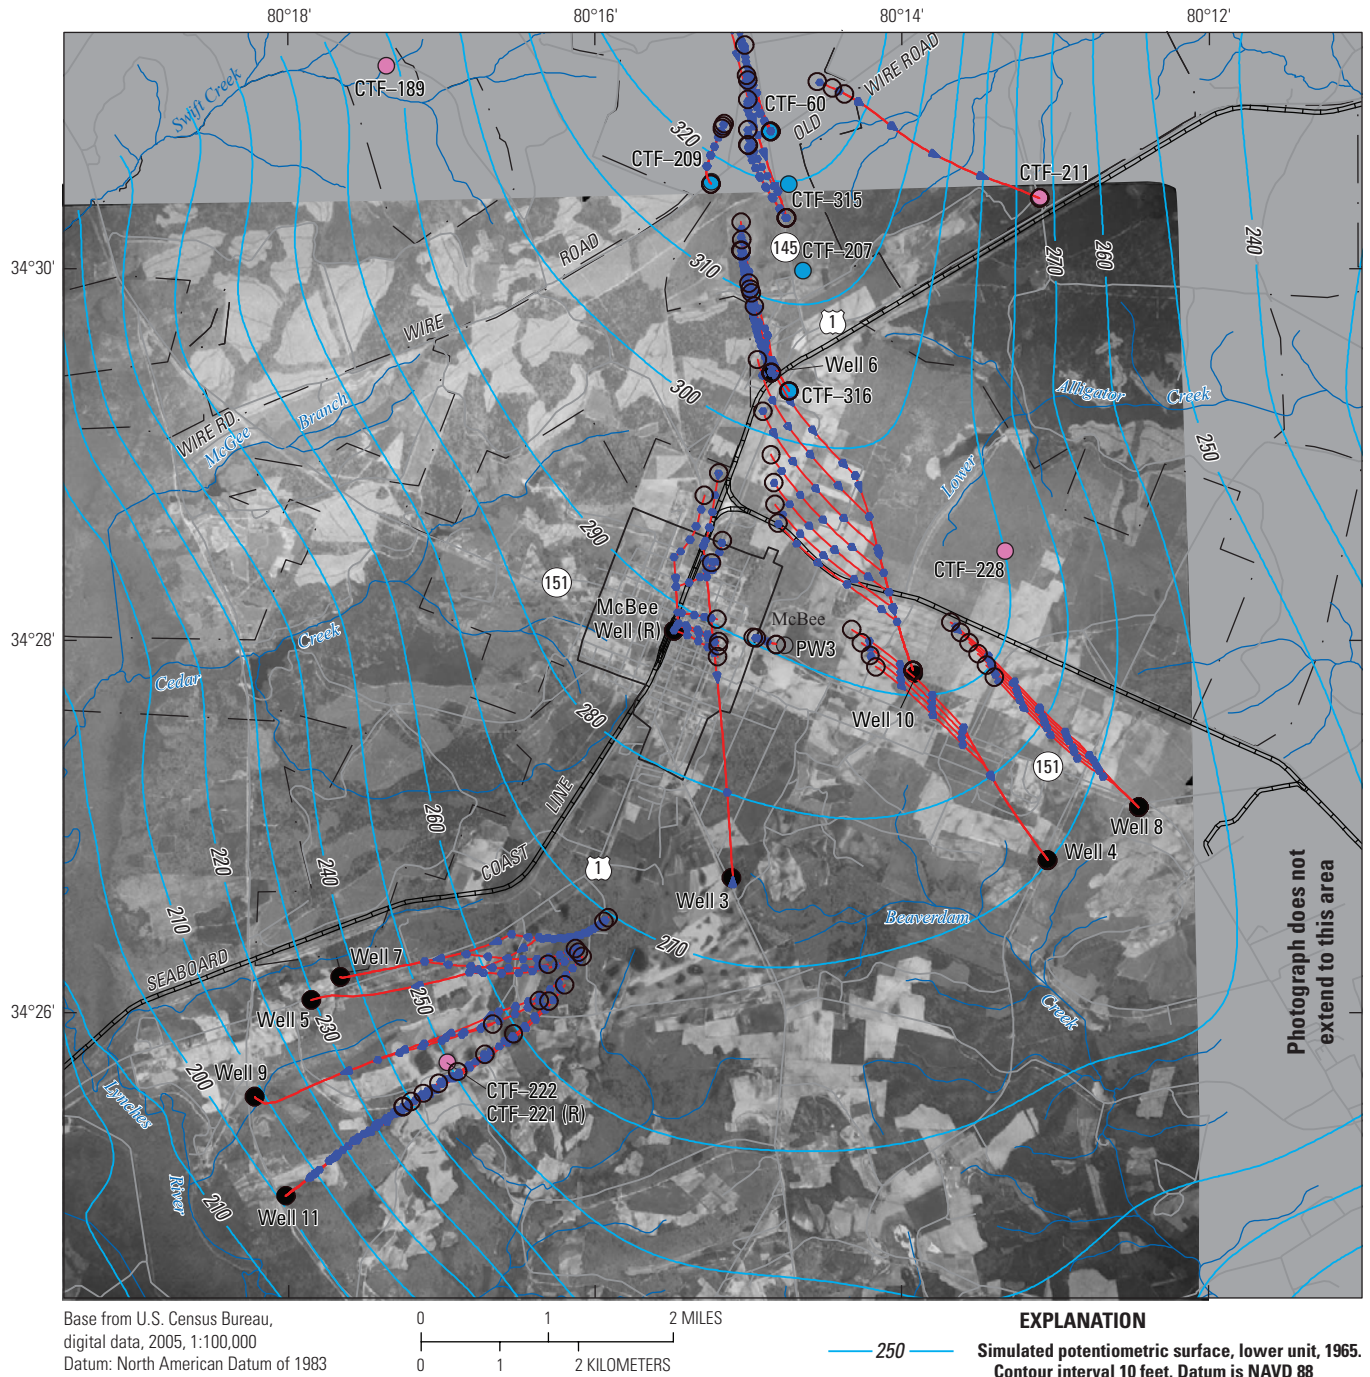 80°18'
80°16'
80°14'
80°12'
Swift Creek
CTF–189
WIRE ROAD
CTF–60
OLD
320
CTF–209
CTF–211
CTF–315
145
CTF–207
ROAD
34°30'
310
270
260
240
WIRE
1
Well 6
CTF–316
300
Alligator
Creek
Branch
WIRE RD.
McGee
250
Lower
290
CTF–228
151
McBee
Well (R)
McBee
34°28'
Creek
PW3
Cedar
280
Well 10
151
LINE
Well 8
260
Well 4
COAST
1
220
240
Well 3
Beaverdam
210
270
Well 7
SEABOARD
250
Well 5
34°26'
230
Creek
Photograph does not
extend to this area
Well 9
200
CTF–222
CTF–221 (R)
Lynches
River
210
Well 11
Base from U.S. Census Bureau,
digital data, 2005, 1:100,000
Datum: North American Datum of 1983
0 1 2 MILES
0 1 2 KILOMETERS
EXPLANATION
250
Simulated potentiometric surface, lower unit, 1965.
Contour interval 10 feet. Datum is NAVD 88